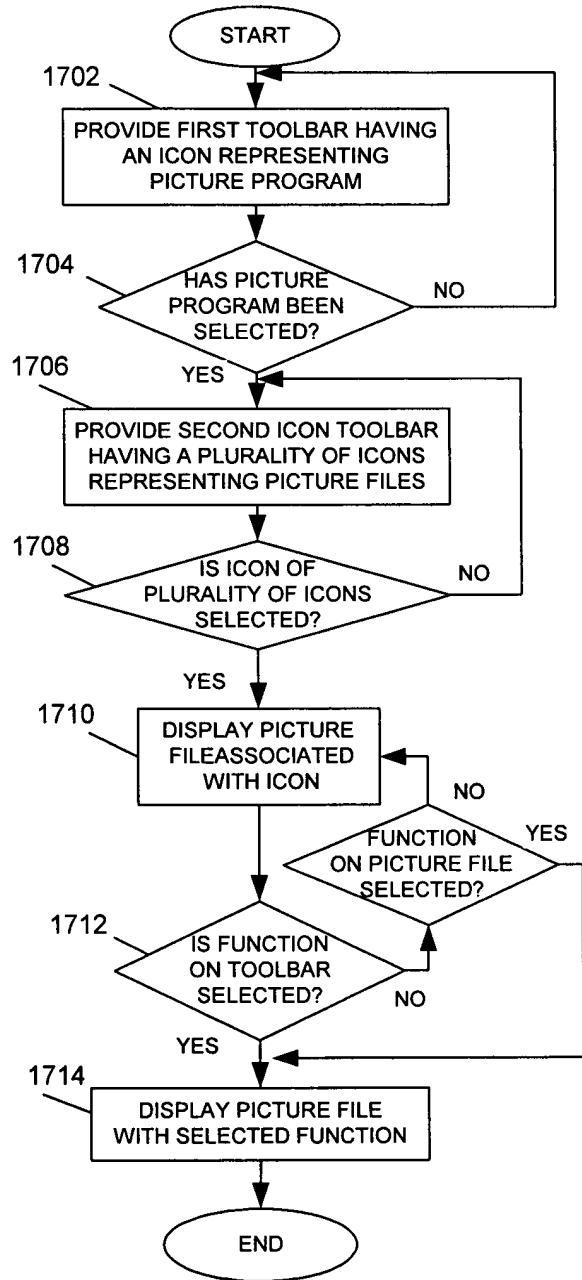 START
1702
PROVIDE FIRST TOOLBAR HAVING
AN ICON REPRESENTING
PICTURE PROGRAM
1704
HAS PICTURE
PROGRAM BEEN
SELECTED?
NO
YES
1706
PROVIDE SECOND ICON TOOLBAR
HAVING A PLURALITY OF ICONS
REPRESENTING PICTURE FILES
1708
IS ICON OF
PLURALITY OF ICONS
SELECTED?
NO
YES
1710
DISPLAY PICTURE
FILEASSOCIATED
WITH ICON
NO
YES
FUNCTION
ON PICTURE FILE
SELECTED?
1712
IS FUNCTION
ON TOOLBAR
SELECTED?
NO
YES
1714
DISPLAY PICTURE FILE
WITH SELECTED FUNCTION
END